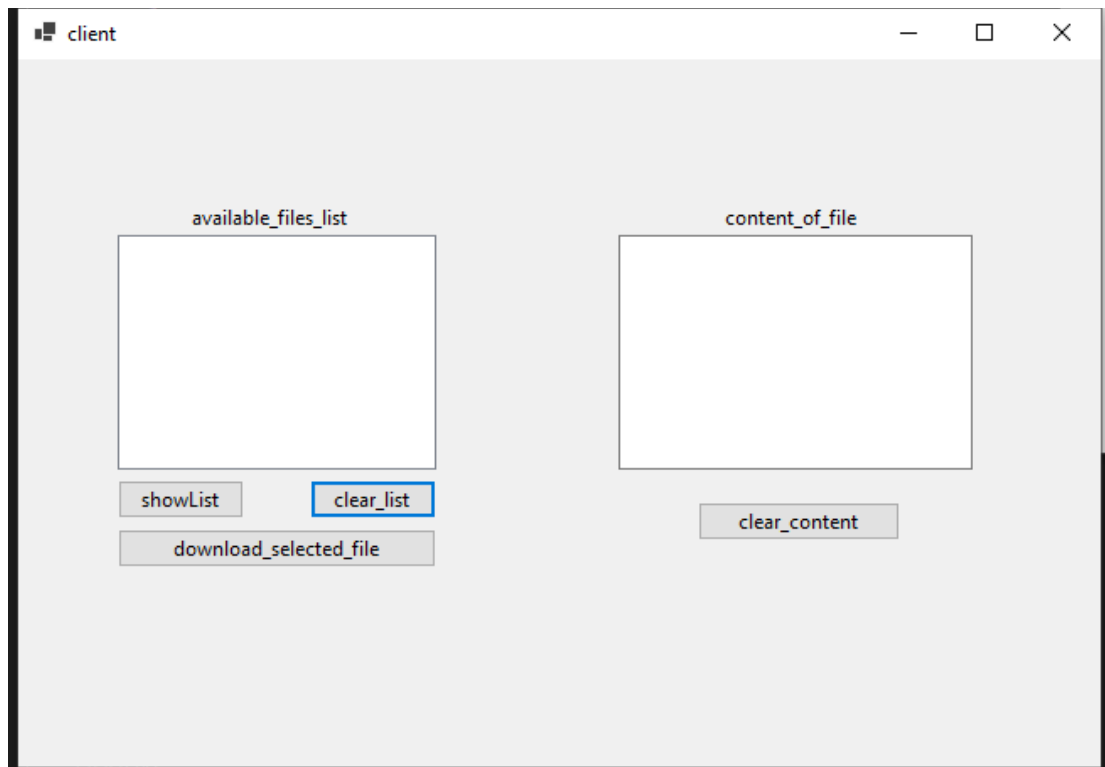 client
available_files_list
content_of_file
showList
clear_list
clear_content
download_selected_file